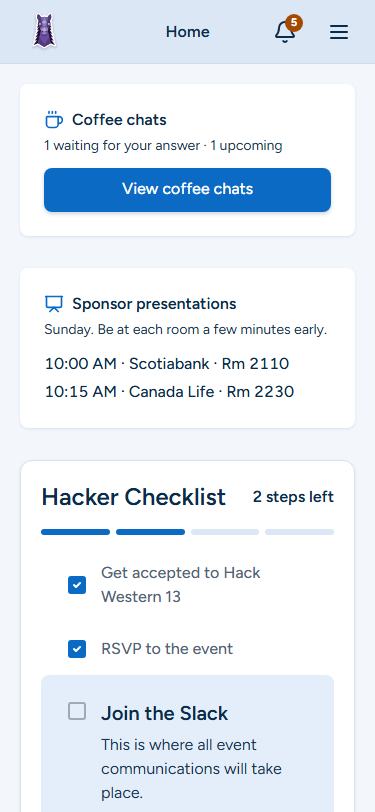 Home
5
Coffee chats
1 waiting for your answer · 1 upcoming
View coffee chats
Sponsor presentations
Sunday. Be at each room a few minutes early.
10:00 AM · Scotiabank · Rm 2110
10:15 AM · Canada Life · Rm 2230
Hacker Checklist
2 steps left
Get accepted to Hack
Western 13
RSVP to the event
Join the Slack
This is where all event
communications will take
place.